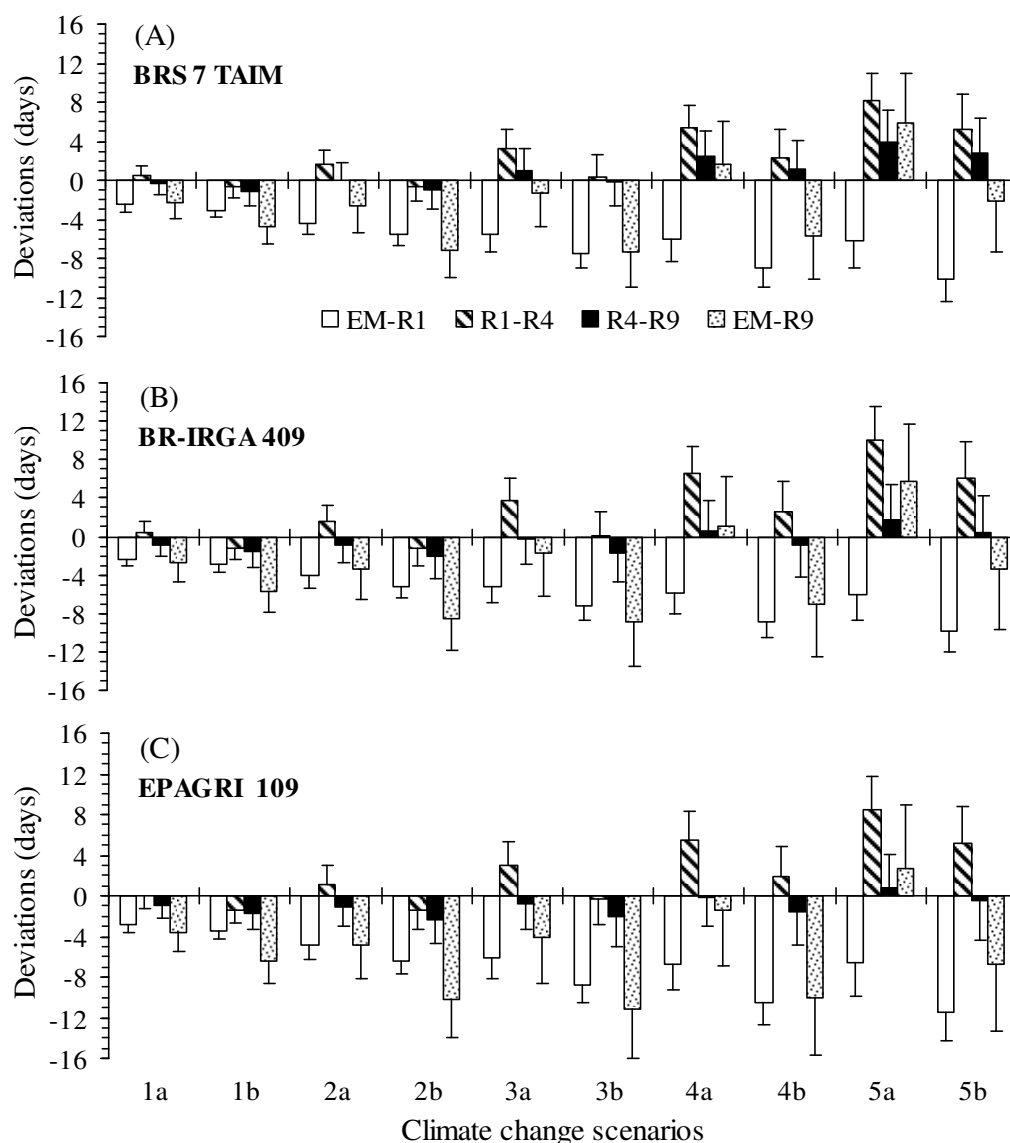 16
12
8
4
0
-4
-8
-12
-16
Deviations (days)
(A)
BRS 7 TAIM
EM-R1 R1-R4 R4-R9 EM-R9
16
12
8
4
0
-4
-8
-12
-16
Deviations (days)
(B)
BR-IRGA 409
16
12
8
4
0
-4
-8
-12
-16
Deviations (days)
(C)
EPAGRI 109
1a 1b 2a 2b 3a 3b 4a 4b 5a 5b
Climate change scenarios